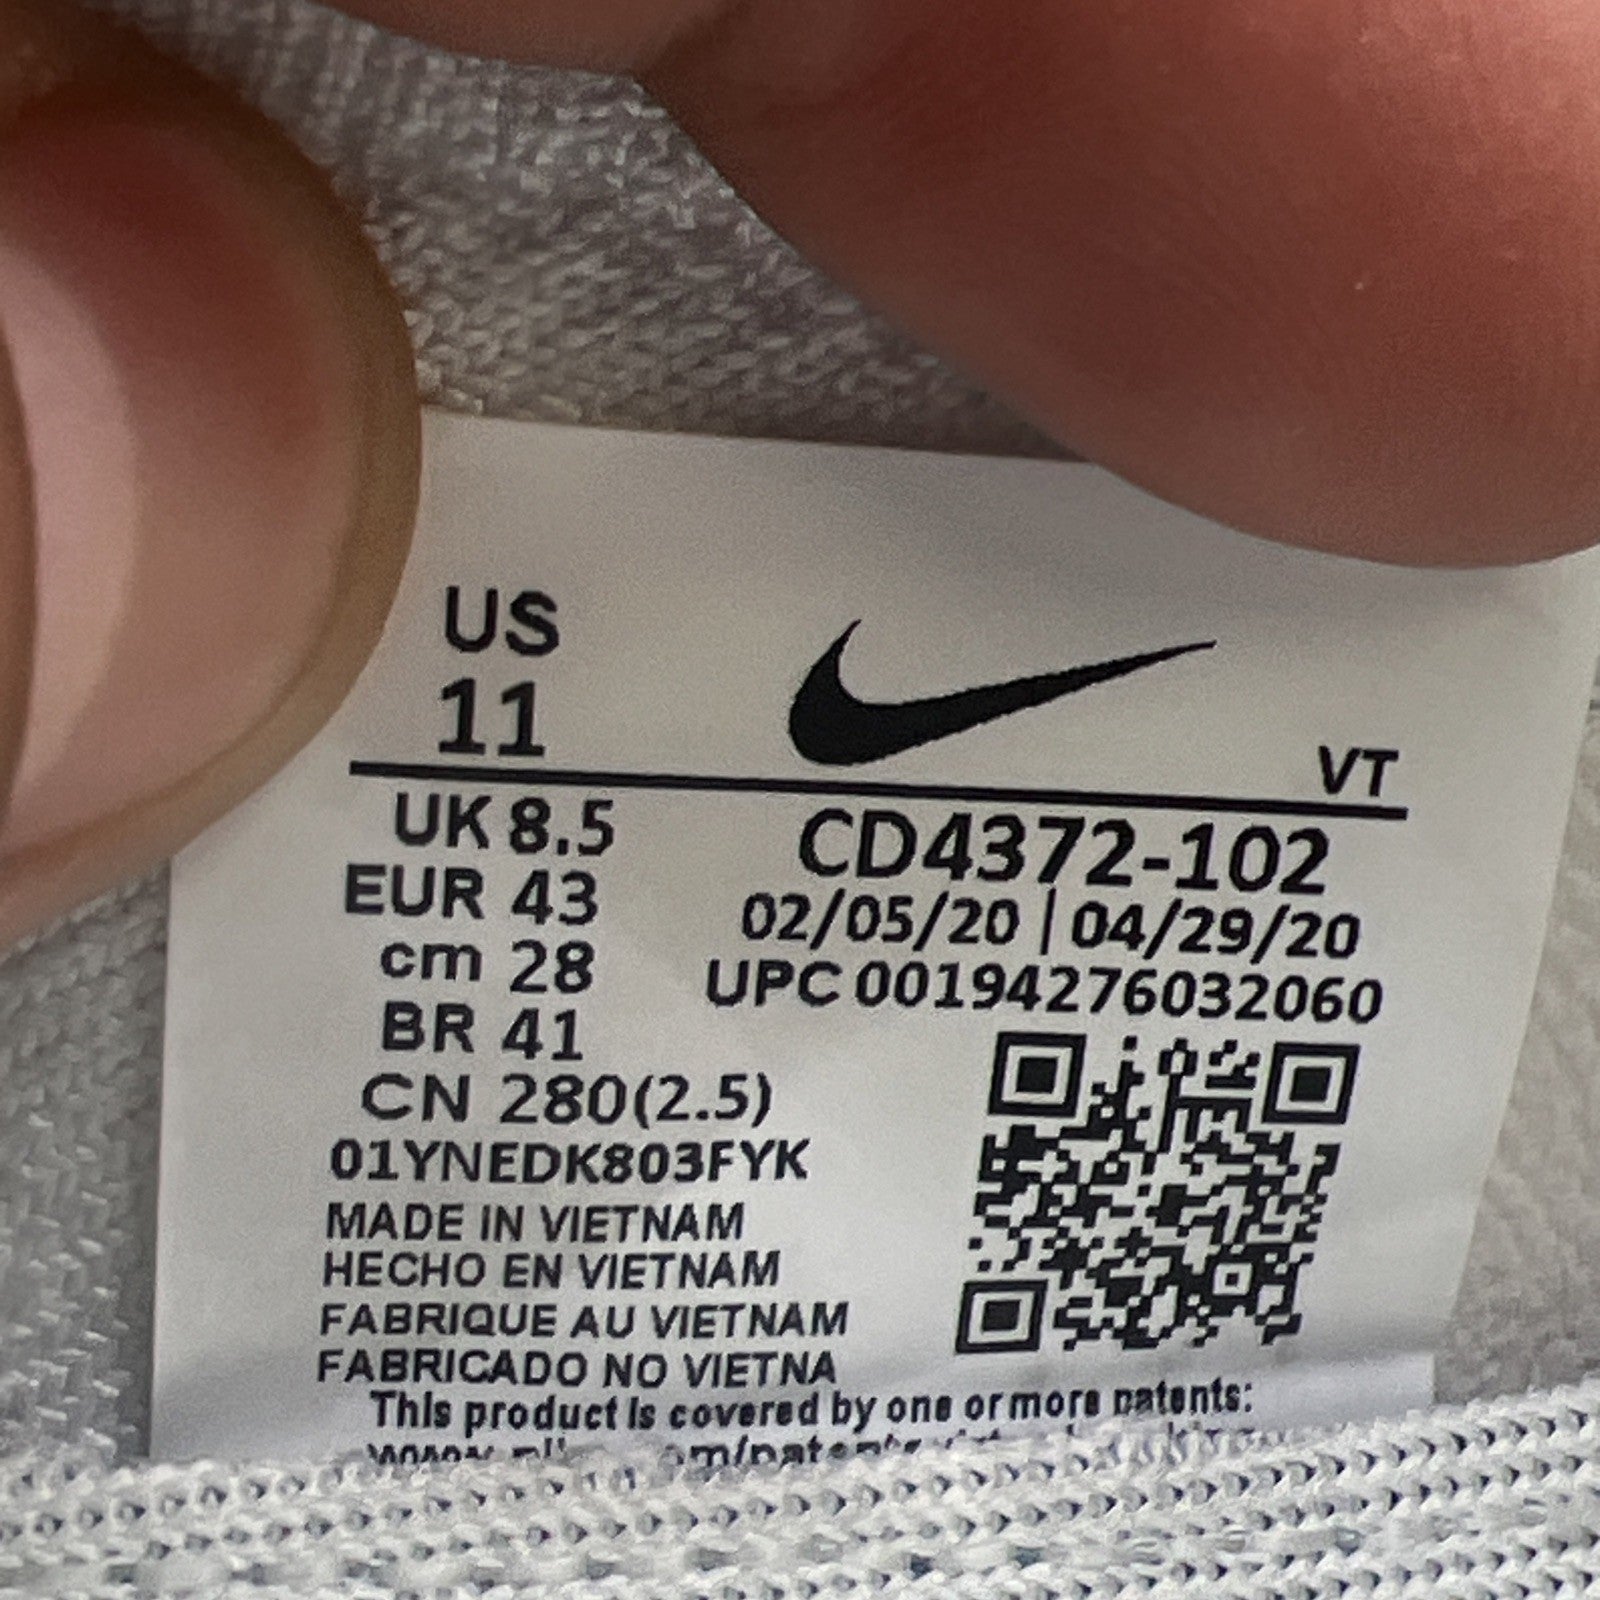 US
11
VT
UK 8.5
CD4372-102
EUR 43
02/05/20 | 04/29/20
cm 28
UPC 00194276032060
BR 41
CN 280(2.5)
01YNEDK803FYK
MADE IN VIETNAM
HECHO EN VIETNAM
FABRIQUE AU VIETNAM
FABRICADO NO VIETNA
This product is covered by one or more patents: